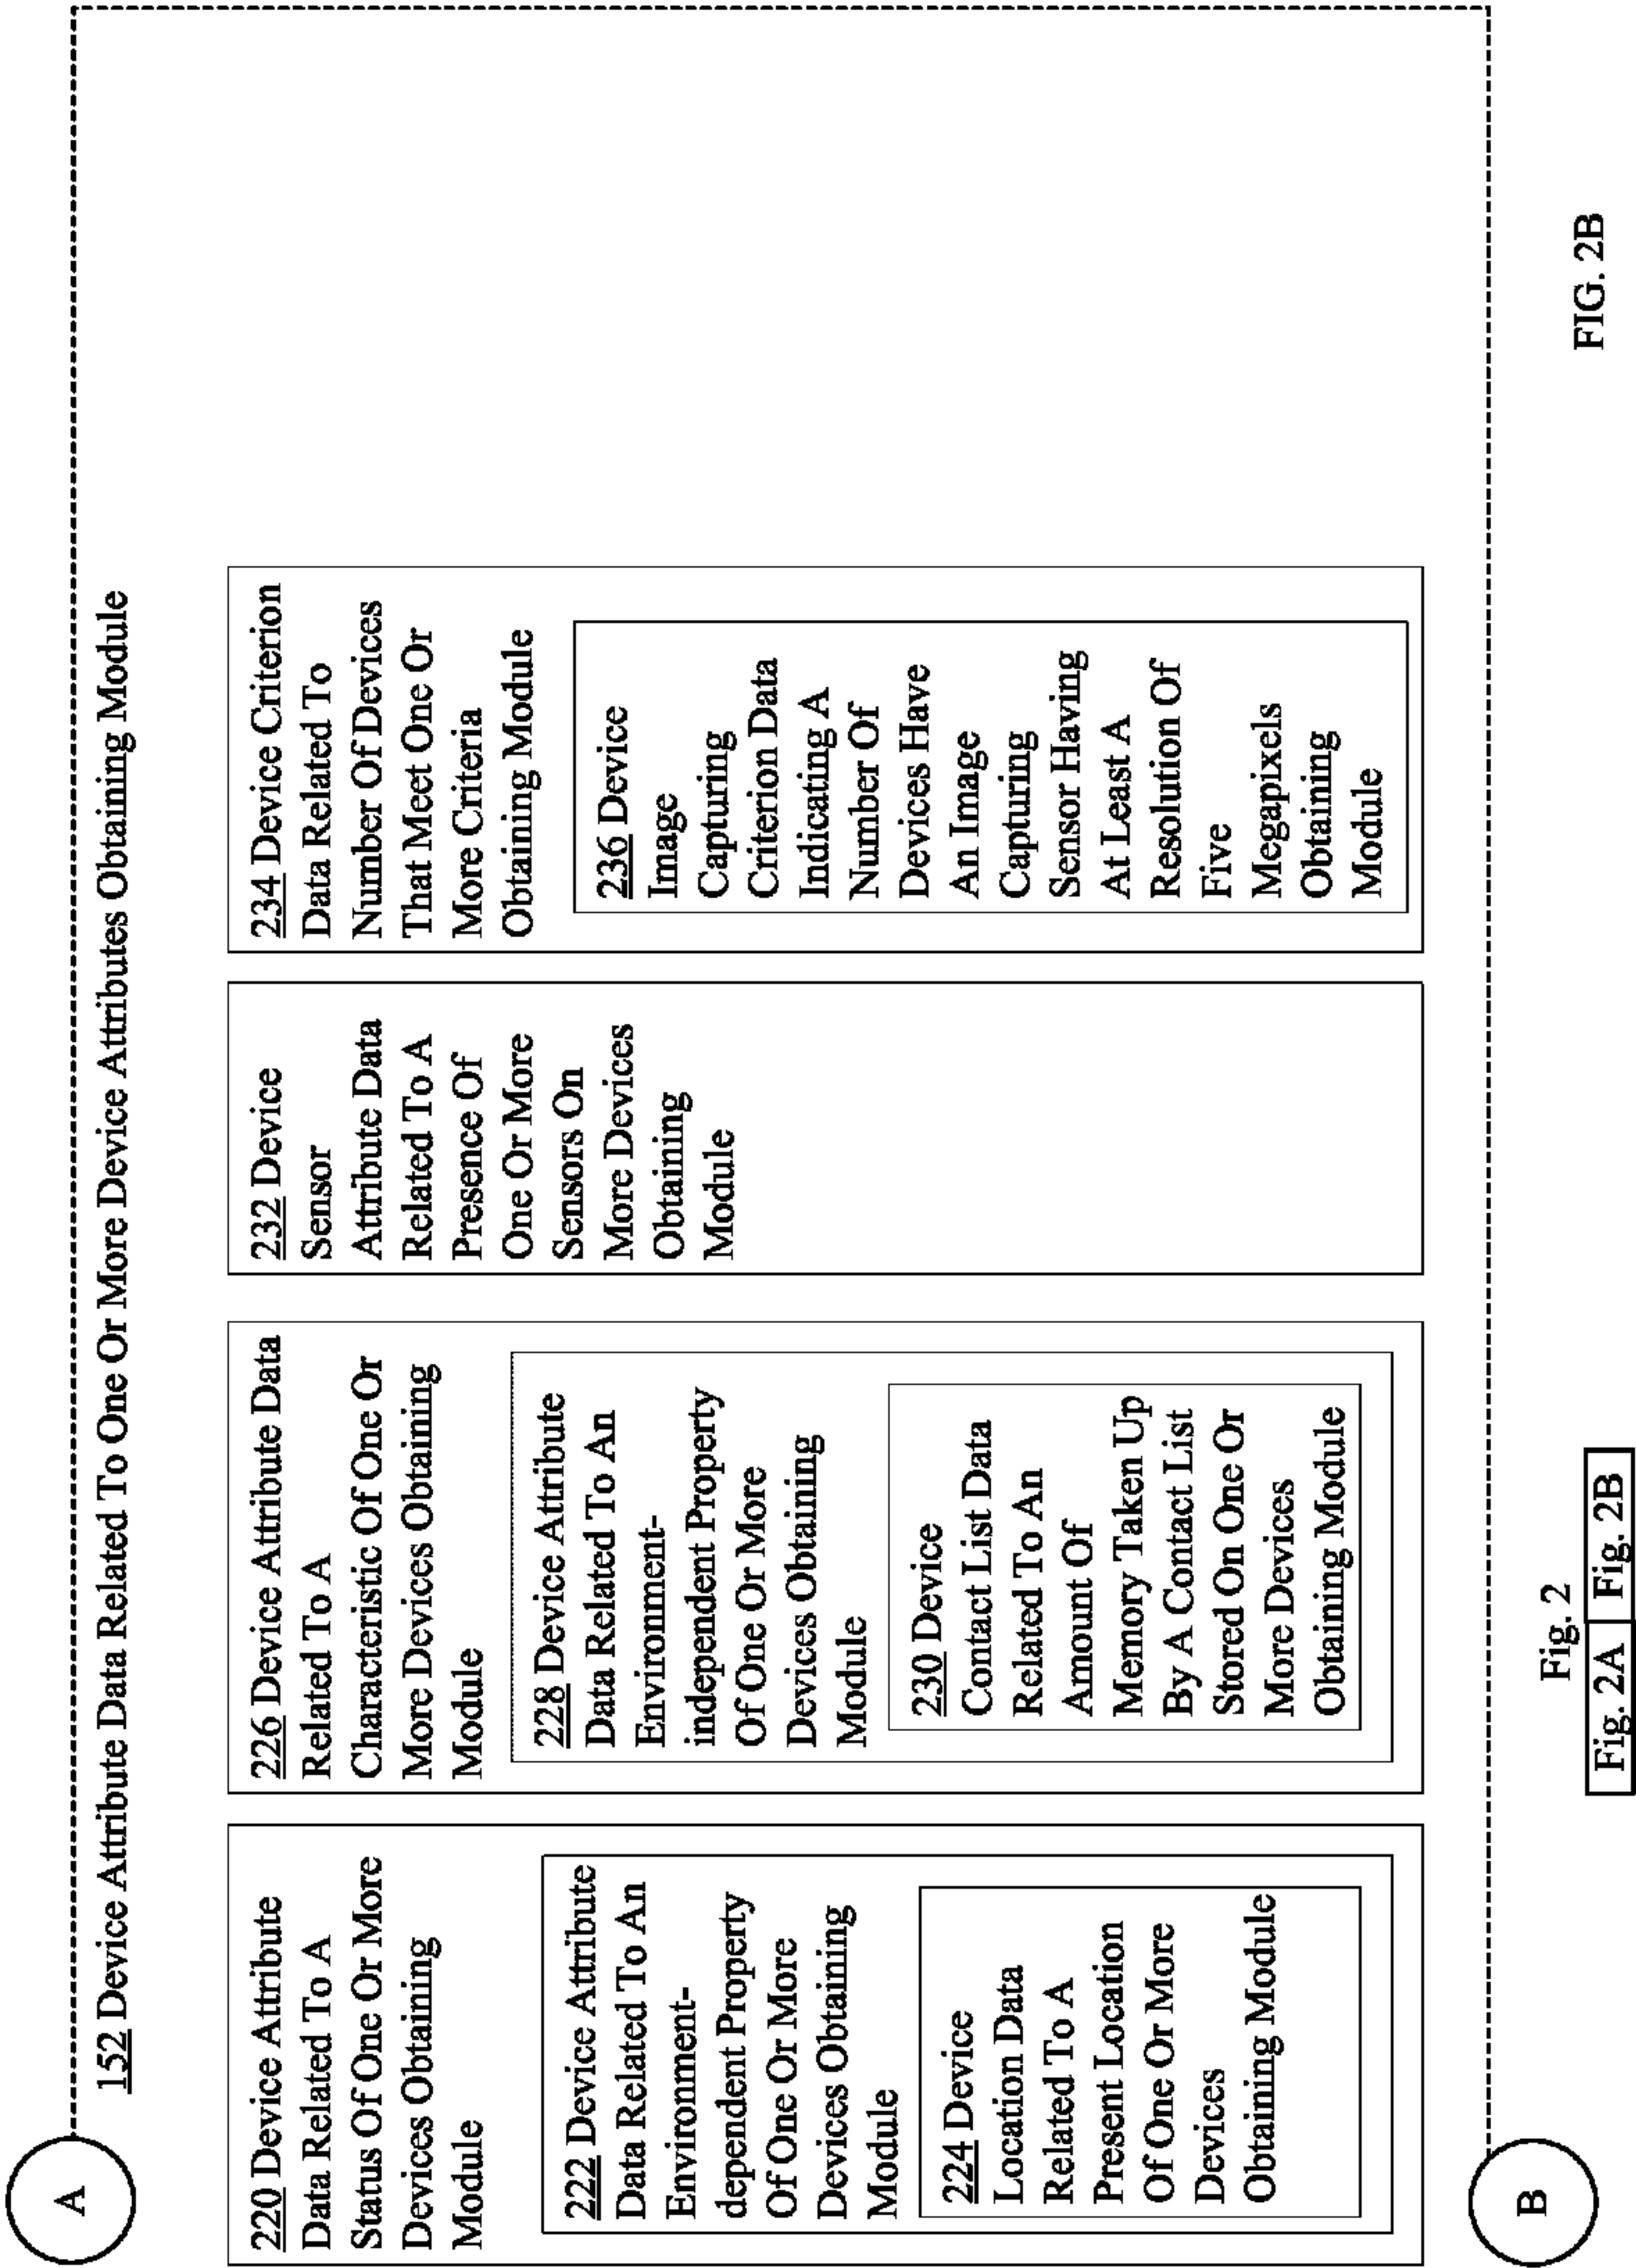 A
152 Device Attribute Data Related To One Or More Device Attributes Obtaining Module
220 Device Attribute
Data Related To A
Status Of One Or More
Devices Obtaining
Module
222 Device Attribute
Data Related To An
Environment-
dependent Property
Of One Or More
Devices Obtaining
Module
224 Device
Location Data
Related To A
Present Location
Of One Or More
Devices
Obtaining Module
226 Device Attribute Data
Related To A
Characteristic Of One Or
More Devices Obtaining
Module
228 Device Attribute
Data Related To An
Environment-
independent Property
Of One Or More
Devices Obtaining
Module
230 Device
Contact List Data
Related To An
Amount Of
Memory Taken Up
By A Contact List
Stored On One Or
More Devices
Obtaining Module
232 Device
Sensor
Attribute Data
Related To A
Presence Of
One Or More
Sensors On
More Devices
Obtaining
Module
234 Device Criterion
Data Related To
Number Of Devices
That Meet One Or
More Criteria
Obtaining Module
236 Device
Image
Capturing
Criterion Data
Indicating A
Number Of
Devices Have
An Image
Capturing
Sensor Having
At Least A
Resolution Of
Five
Megapixels
Obtaining
Module
B
Fig. 2
Fig. 2A Fig. 2B
FIG. 2B